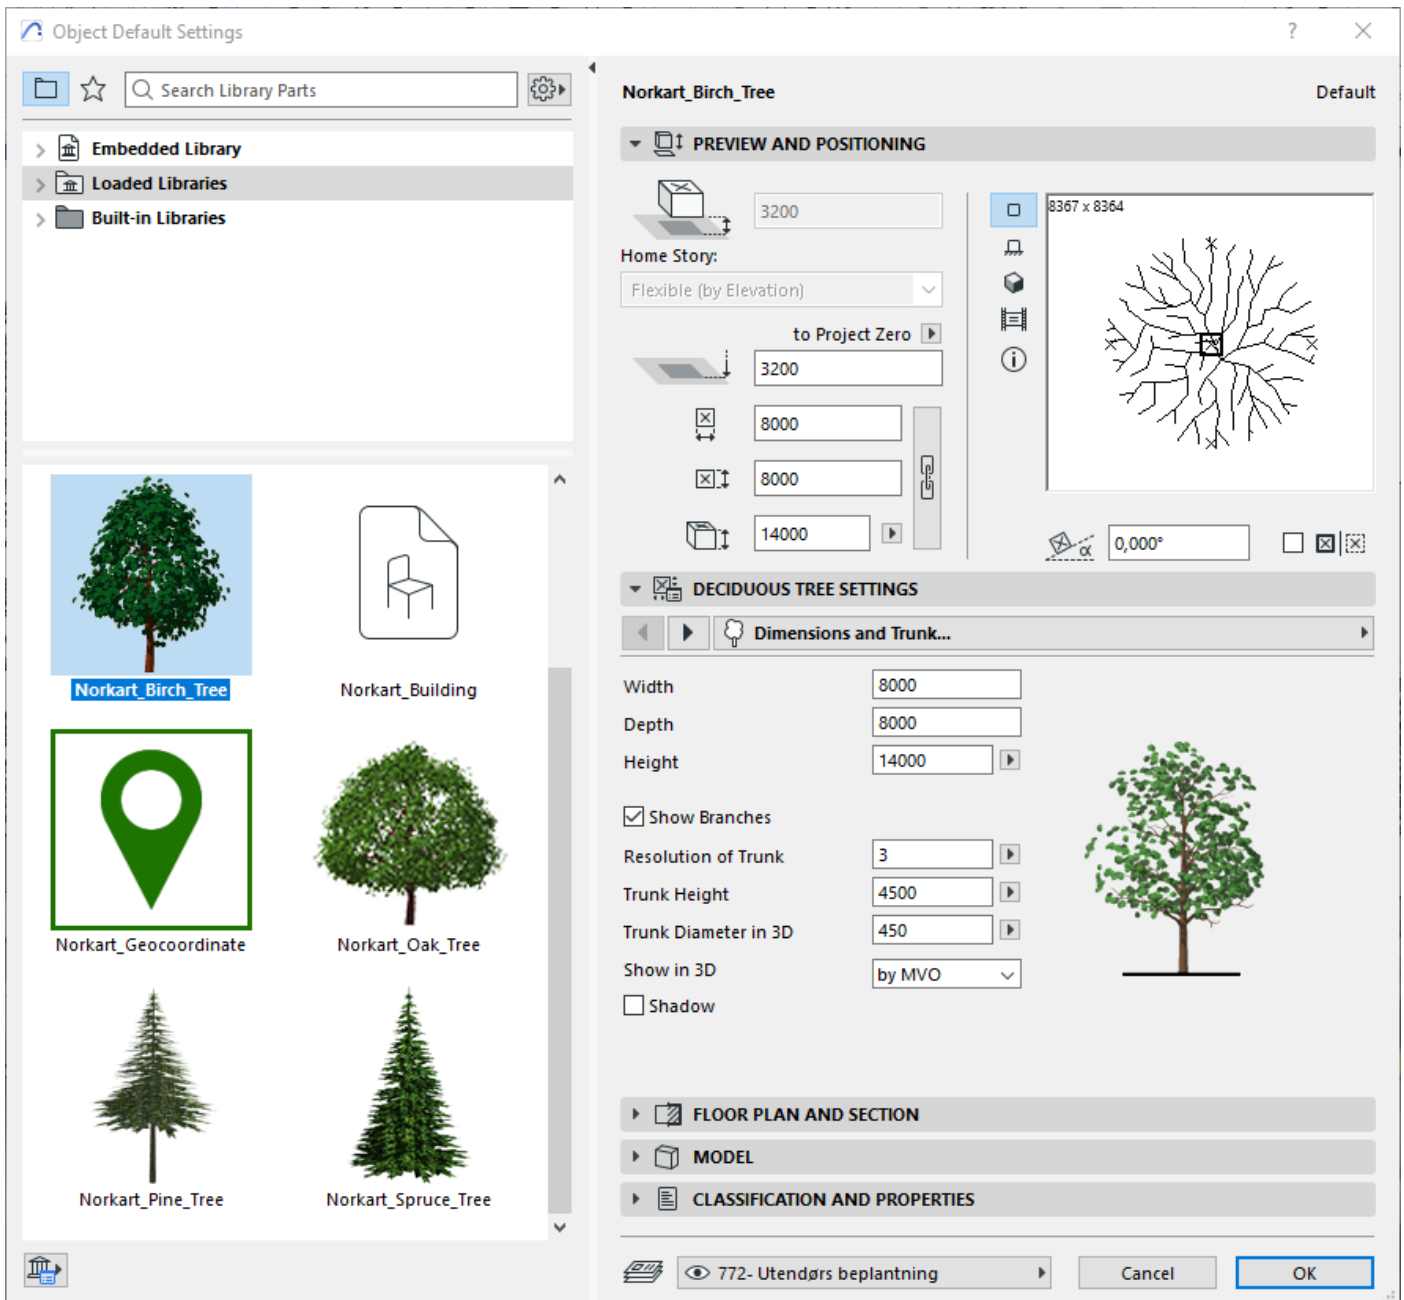 Object Default Settings
?
Search Library Parts
Embedded Library
Loaded Libraries
Built-in Libraries
Norkart_Birch_Tree
Norkart_Building
Norkart_Geocoordinate
Norkart_Oak_Tree
Norkart_Pine_Tree
Norkart_Spruce_Tree
Norkart_Birch_Tree
Default
PREVIEW AND POSITIONING
3200
Home Story:
Flexible (by Elevation)
to Project Zero
3200
8000
8000
14000
8367 x 8364
α
0,000°
DECIDUOUS TREE SETTINGS
Dimensions and Trunk...
Width 8000
Depth 8000
Height 14000
Show Branches
Resolution of Trunk 3
Trunk Height 4500
Trunk Diameter in 3D 450
Show in 3D by MVO
Shadow
FLOOR PLAN AND SECTION
MODEL
CLASSIFICATION AND PROPERTIES
772- Utendørs beplantning
Cancel
OK